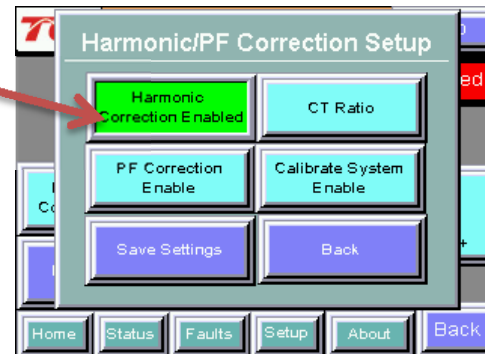 Harmonic/PF Correction Setup
ed
Harmonic
Correction Enabled
CT Ratio
PF Correction
Enable
Calibrate System
Enable
Save Settings
Back
+
Home
Status
Faults
Setup
About
Back